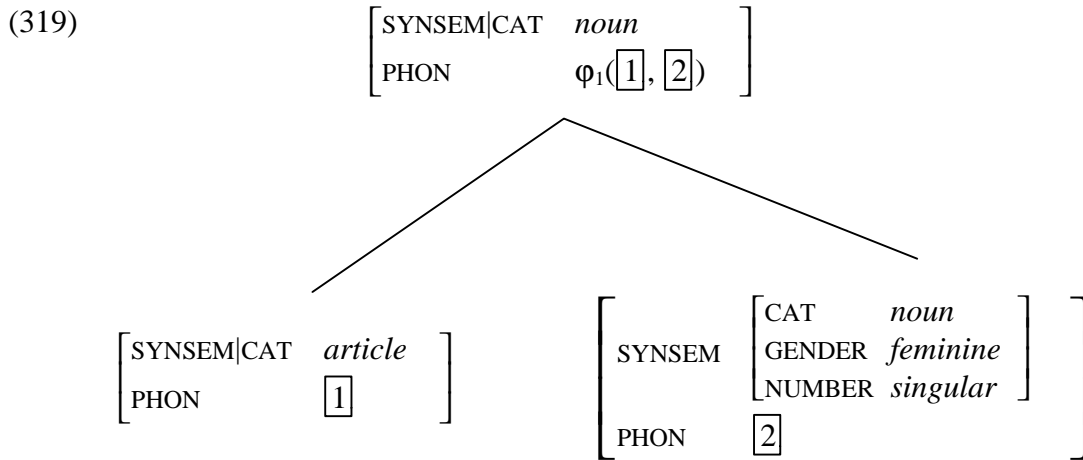 (319)
SYNSEM|CAT noun
PHON φ₁(1, 2)
SYNSEM|CAT article
PHON 1
SYNSEM
CAT noun
GENDER feminine
NUMBER singular
PHON 2